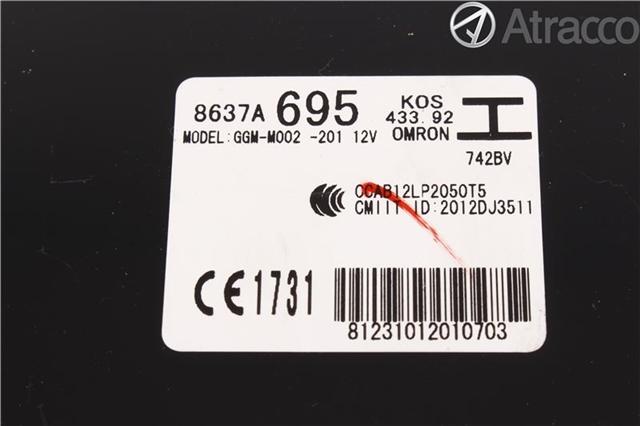 Atracco
8637A 695 KOS
433.92
MODEL:GGM-M002 -201 12V OMRON
742BV
CCAB12LP2050T5
CMIIT ID:2012DJ3511
CE1731
81231012010703